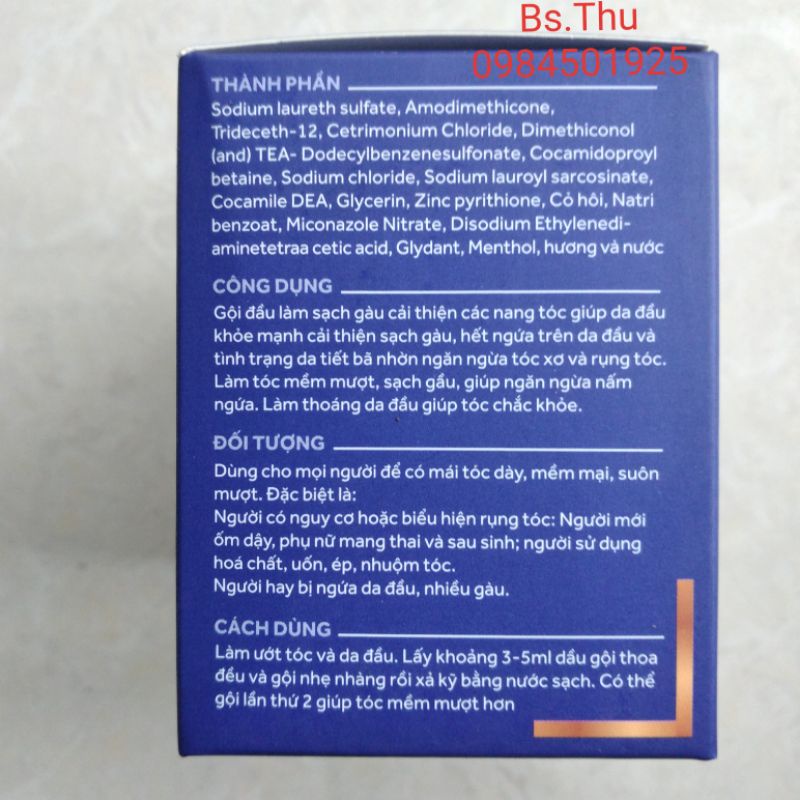 Bs.Thu
0984501925
THÀNH PHẦN
Sodium laureth sulfate, Amodimethicone,
Trideceth-12, Cetrimonium Chloride, Dimethiconol
(and) TEA- Dodecylbenzenesulfonate, Cocamidoproyl
betaine, Sodium chloride, Sodium lauroyl sarcosinate,
Cocamile DEA, Glycerin, Zinc pyrithione, Cỏ hôi, Natri
benzoat, Miconazole Nitrate, Disodium Ethylenedi-
aminetetraa cetic acid, Glydant, Menthol, hương và nước
CÔNG DỤNG
Gội đầu làm sạch gàu cải thiện các nang tóc giúp da đầu
khỏe mạnh cải thiện sạch gàu, hết ngứa trên da đầu và
tình trạng da tiết bã nhờn ngăn ngừa tóc xơ và rụng tóc.
Làm tóc mềm mượt, sạch gầu, giúp ngăn ngừa nấm
ngứa. Làm thoáng da đầu giúp tóc chắc khỏe.
ĐỐI TƯỢNG
Dùng cho mọi người để có mái tóc dày, mềm mại, suôn
mượt. Đặc biệt là:
Người có nguy cơ hoặc biểu hiện rụng tóc: Người mới
ốm dậy, phụ nữ mang thai và sau sinh; người sử dụng
hoá chất, uốn, ép, nhuộm tóc.
Người hay bị ngứa da đầu, nhiều gàu.
CÁCH DÙNG
Làm ướt tóc và da đầu. Lấy khoảng 3-5ml dầu gội thoa
đều và gội nhẹ nhàng rồi xả kỹ bằng nước sạch. Có thể
gội lần thứ 2 giúp tóc mềm mượt hơn